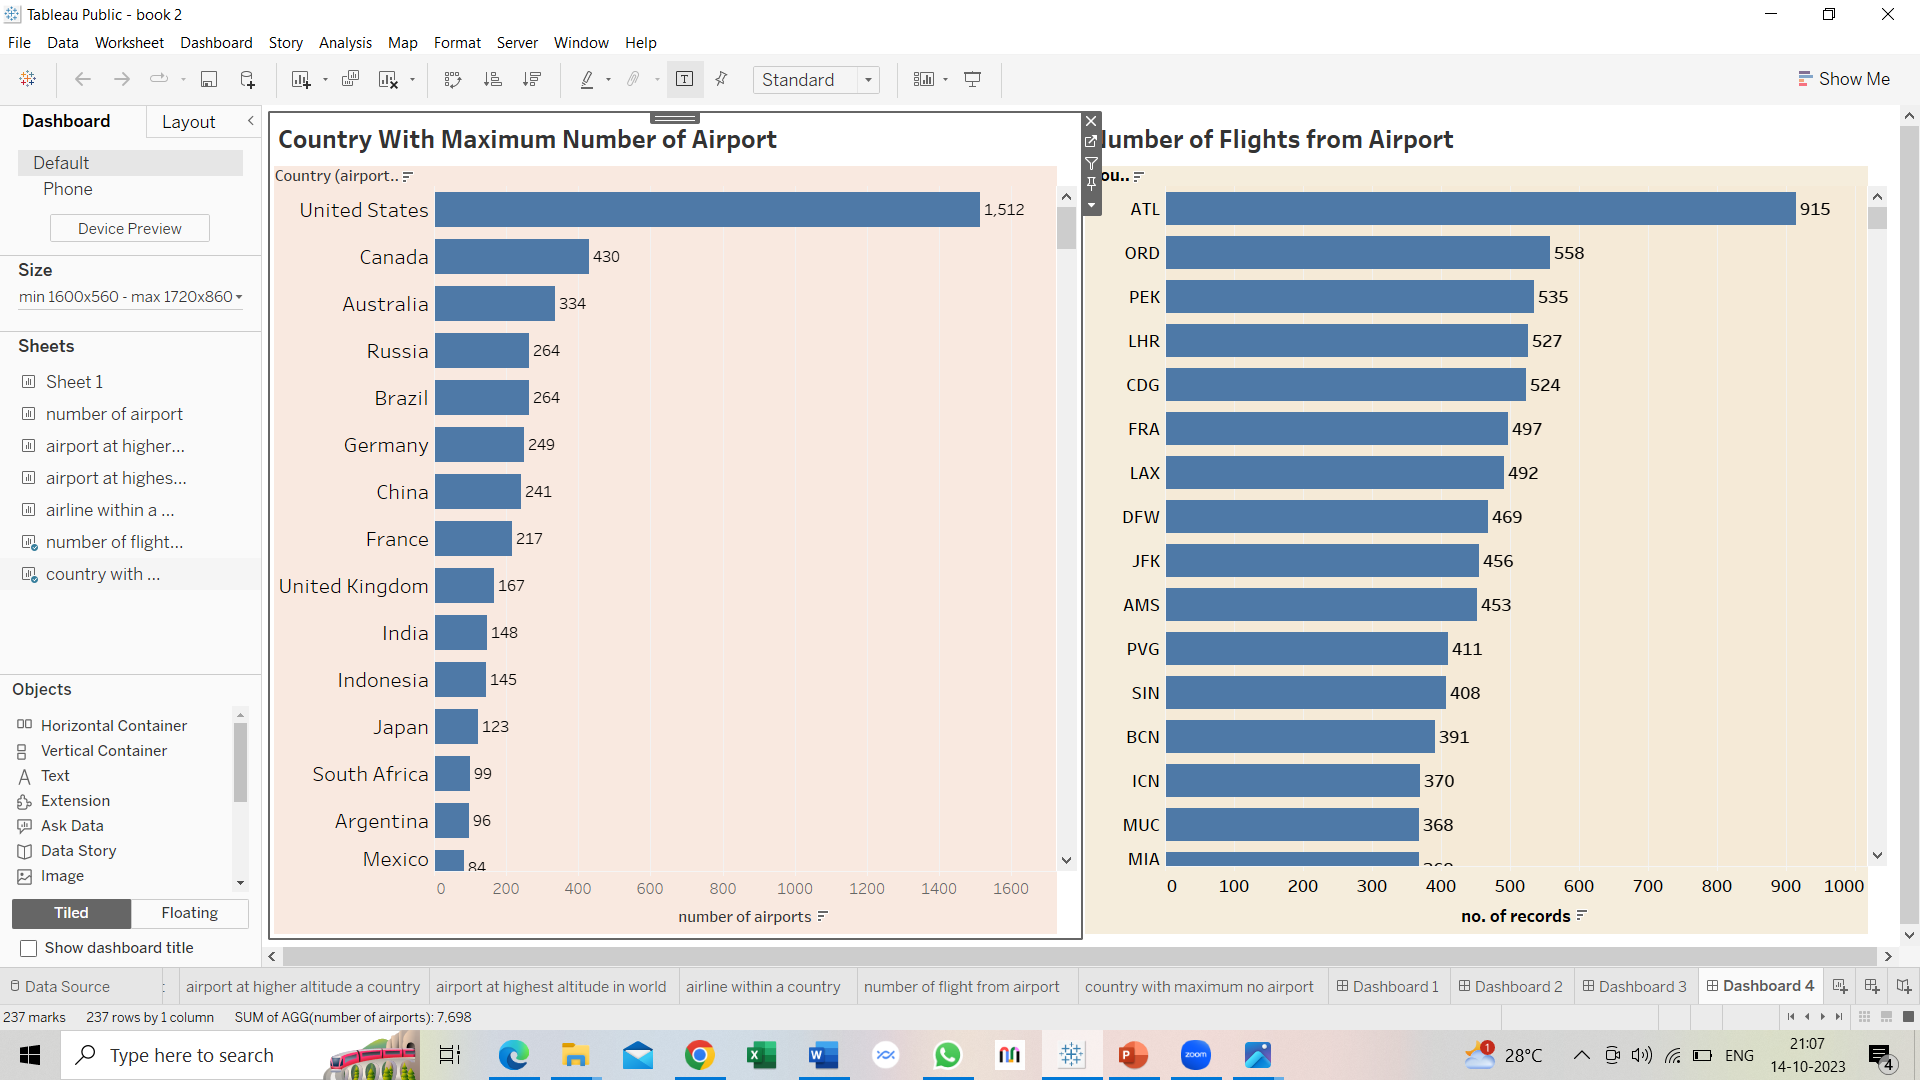 Tableau Public - book 2
File Data Worksheet Dashboard Story Analysis Map Format Server Window Help
Standard
Show Me
Dashboard
Layout
Default
Phone
Device Preview
Size
min 1600x560 - max 1720x860
Sheets
Sheet 1
number of airport
airport at higher...
airport at highes...
airline within a ...
number of flight...
country with ...
Objects
Horizontal Container
Vertical Container
Text
Extension
Ask Data
Data Story
Image
Tiled
Floating
Show dashboard title
Country With Maximum Number of Airport
Country (airport..
United States 1,512
Canada 430
Australia 334
Russia 264
Brazil 264
Germany 249
China 241
France 217
United Kingdom 167
India 148
Indonesia 145
Japan 123
South Africa 99
Argentina 96
Mexico 84
0 200 400 600 800 1000 1200 1400 1600
number of airports
umber of Flights from Airport
ou..
ATL 915
ORD 558
PEK 535
LHR 527
CDG 524
FRA 497
LAX 492
DFW 469
JFK 456
AMS 453
PVG 411
SIN 408
BCN 391
ICN 370
MUC 368
MIA
0 100 200 300 400 500 600 700 800 900 1000
no. of records
Data Source
airport at higher altitude a country
airport at highest altitude in world
airline within a country
number of flight from airport
country with maximum no airport
Dashboard 1
Dashboard 2
Dashboard 3
Dashboard 4
237 marks 237 rows by 1 column SUM of AGG(number of airports): 7,698
Type here to search
zoom
1
28°C
ENG
21:07
14-10-2023
4